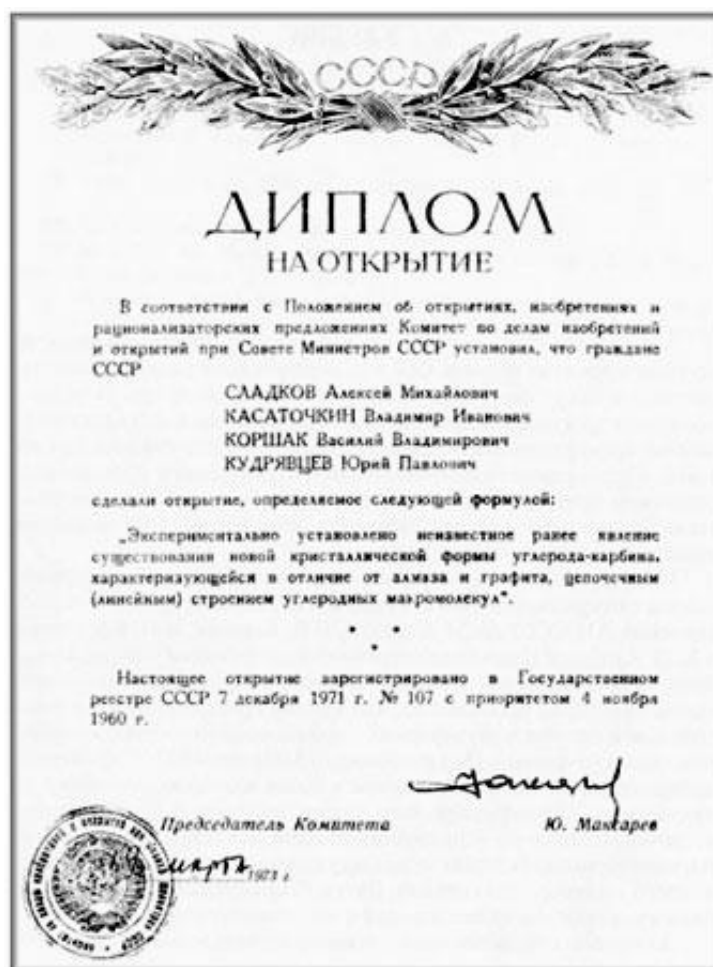 СССР
ДИПЛОМ
НА ОТКРЫТИЕ
В соответствии с Положением об открытиях, изобретениях и
рационализаторских предложениях Комитет по делам изобретений
и открытий при Совете Министров СССР установил, что граждане
СССР
СЛАДКОВ Алексей Михайлович
КАСАТОЧКИН Владимир Иванович
КОРШАК Василий Владимирович
КУДРЯВЦЕВ Юрий Павлович
сделали открытие, определяемое следующей формулой:
„Экспериментально установлено неизвестное ранее явление
существования новой кристаллической формы углерода-карбина,
характеризующейся в отличие от алмаза и графита, цепочечным
(линейным) строением углеродных макромолекул".
* *
*
Настоящее открытие зарегистрировано в Государственном
реестре СССР 7 декабря 1971 г. № 107 с приоритетом 4 ноября
1960 г.
Председатель Комитета Ю. Максарев
марта 1973 г.